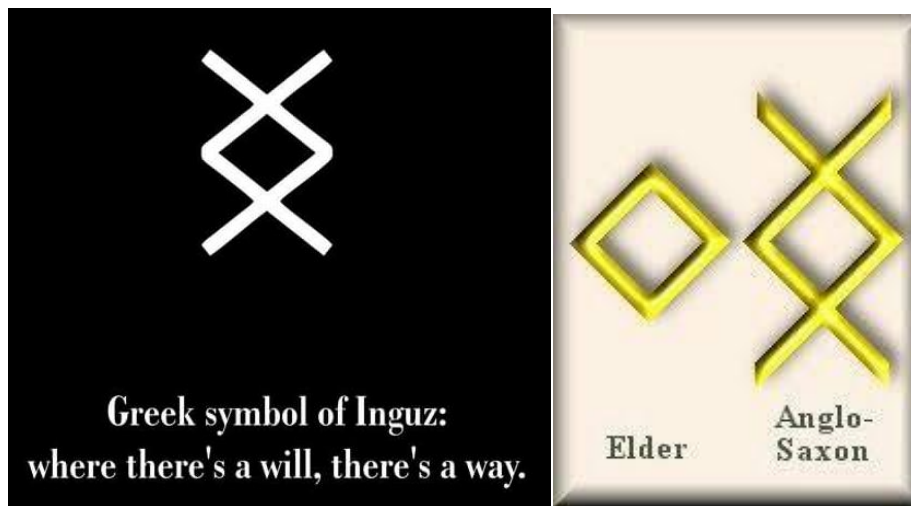 Greek symbol of Inguz:
where there's a will, there's a way.
Elder
Anglo-
Saxon